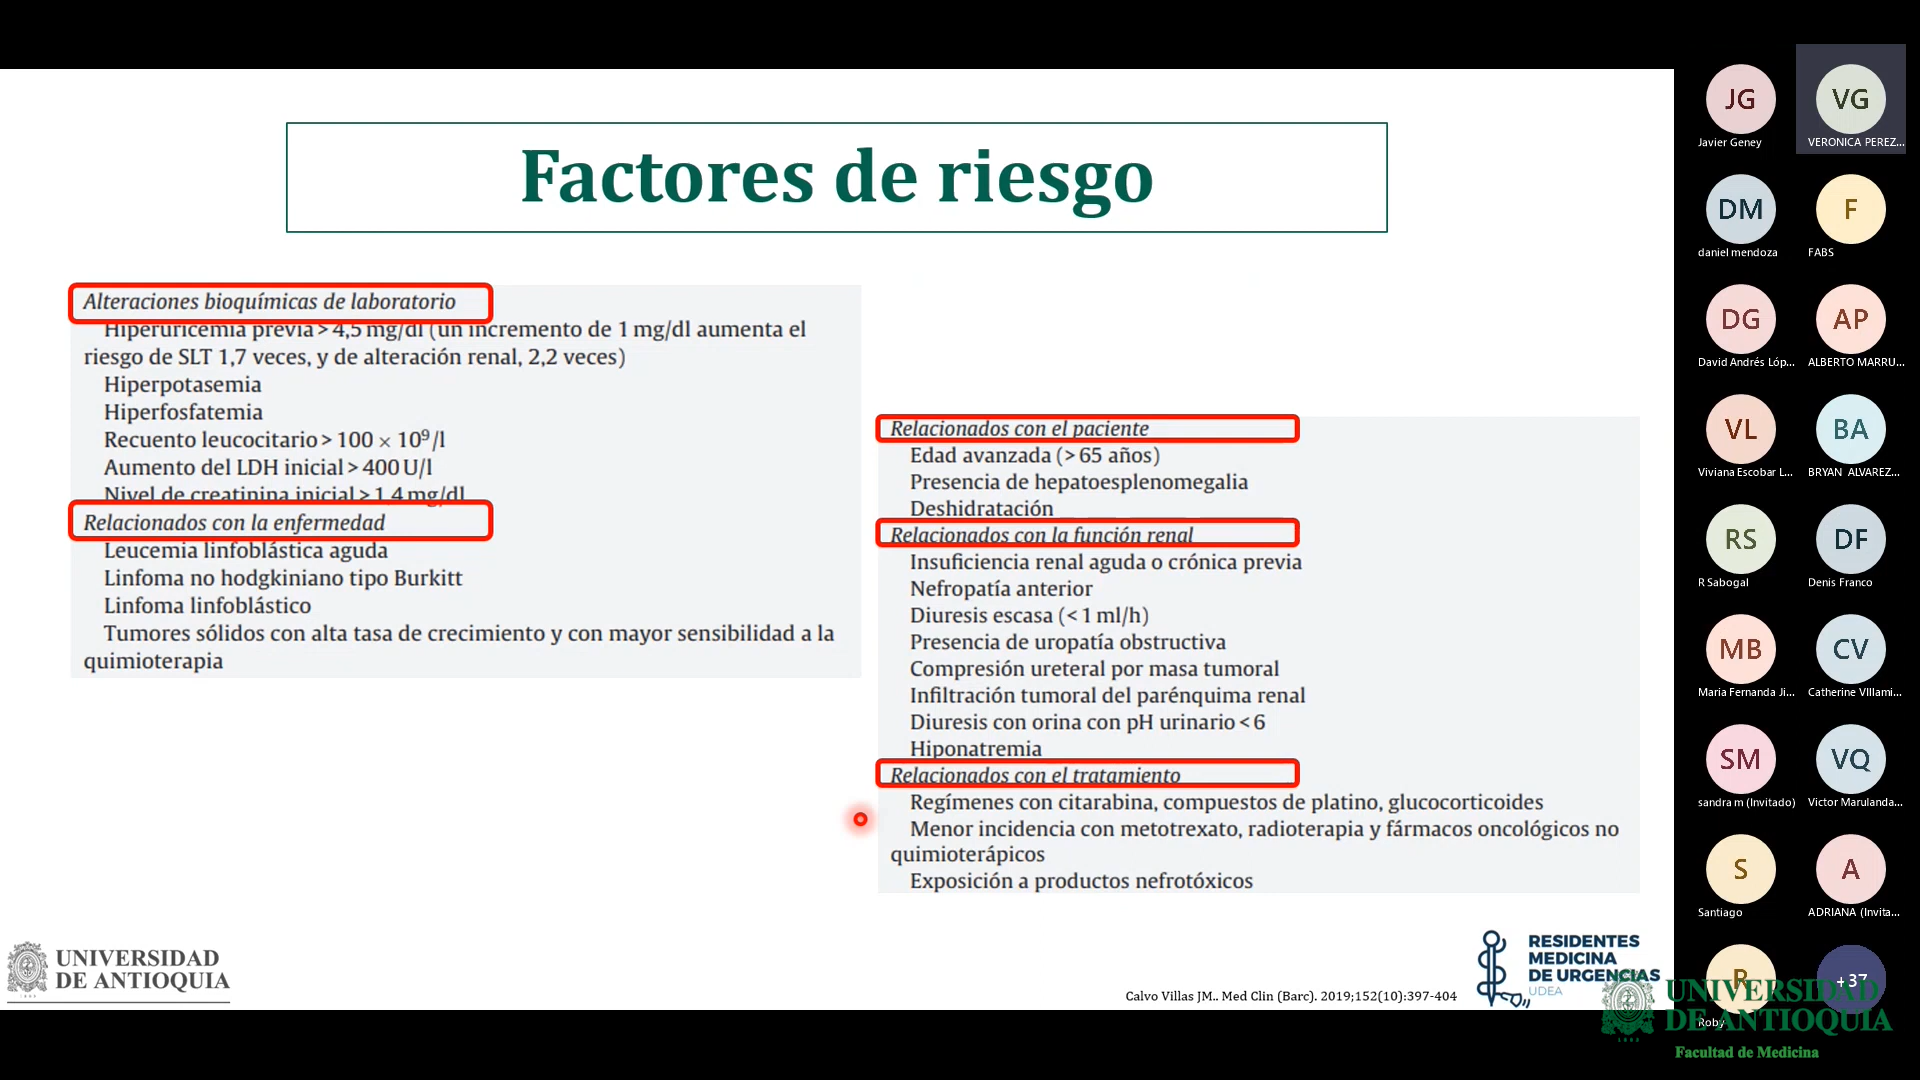 Factores de riesgo
Alteraciones bioquímicas de laboratorio
Hiperuricemia previa > 4,5 mg/dl (un incremento de 1 mg/dl aumenta el
riesgo de SLT 1,7 veces, y de alteración renal, 2,2 veces)
Hiperpotasemia
Hiperfosfatemia
Recuento leucocitario > 100 × 10⁹/l
Aumento del LDH inicial > 400 U/l
Nivel de creatinina inicial > 1,4 mg/dl
Relacionados con la enfermedad
Leucemia linfoblástica aguda
Linfoma no hodgkiniano tipo Burkitt
Linfoma linfoblástico
Tumores sólidos con alta tasa de crecimiento y con mayor sensibilidad a la
quimioterapia
Relacionados con el paciente
Edad avanzada (> 65 años)
Presencia de hepatoesplenomegalia
Deshidratación
Relacionados con la función renal
Insuficiencia renal aguda o crónica previa
Nefropatía anterior
Diuresis escasa (< 1 ml/h)
Presencia de uropatía obstructiva
Compresión ureteral por masa tumoral
Infiltración tumoral del parénquima renal
Diuresis con orina con pH urinario < 6
Hiponatremia
Relacionados con el tratamiento
Regímenes con citarabina, compuestos de platino, glucocorticoides
Menor incidencia con metotrexato, radioterapia y fármacos oncológicos no
quimioterápicos
Exposición a productos nefrotóxicos
UNIVERSIDAD
DE ANTIOQUIA
1803
Calvo Villas JM.. Med Clin (Barc). 2019;152(10):397-404
RESIDENTES
MEDICINA
DE URGENCIAS
UDEA
JG
Javier Geney
VG
VERONICA PEREZ...
DM
daniel mendoza
F
FABS
DG
David Andrés Lóp...
AP
ALBERTO MARRU...
VL
Viviana Escobar L...
BA
BRYAN ALVAREZ...
RS
R Sabogal
DF
Denis Franco
MB
Maria Fernanda Ji...
CV
Catherine VIllami...
SM
sandra m (Invitado)
VQ
Victor Marulanda...
S
Santiago
A
ADRIANA (Invita...
R
+37
UNIVERSIDAD
DE ANTIOQUIA
1803
Facultad de Medicina